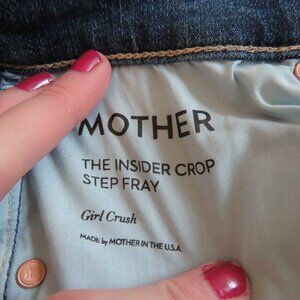 MOTHER
THE INSIDER CROP
STEP FRAY
Girl Crush
MADE by MOTHER IN THE U.S.A.